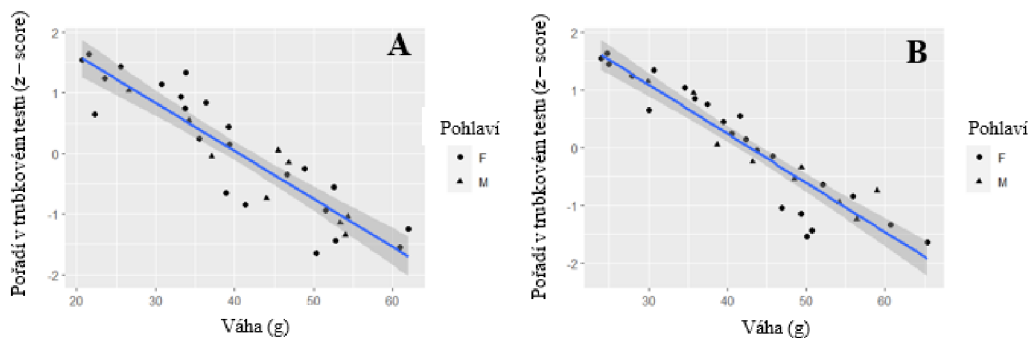 A
Pořadí v trubkovém testu (z – score)
2
1
0
-1
-2
20
30
40
50
60
Váha (g)
Pohlaví
F
M
B
Pořadí v trubkovém testu (z – score)
2
1
0
-1
-2
30
40
50
60
Váha (g)
Pohlaví
F
M